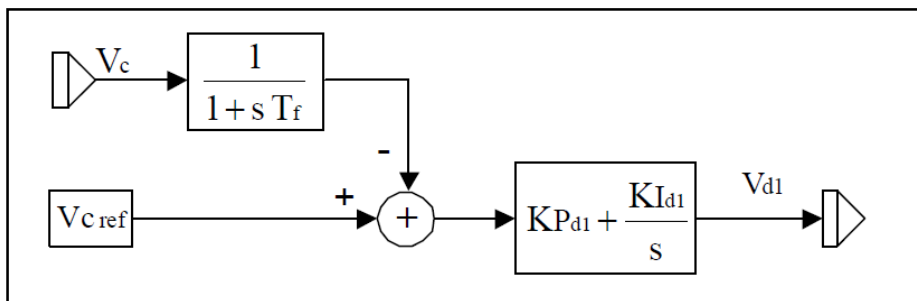 Vc
1
1 + s Tf
-
+
Vc ref
+
KPd1 + KId1
s
Vd1